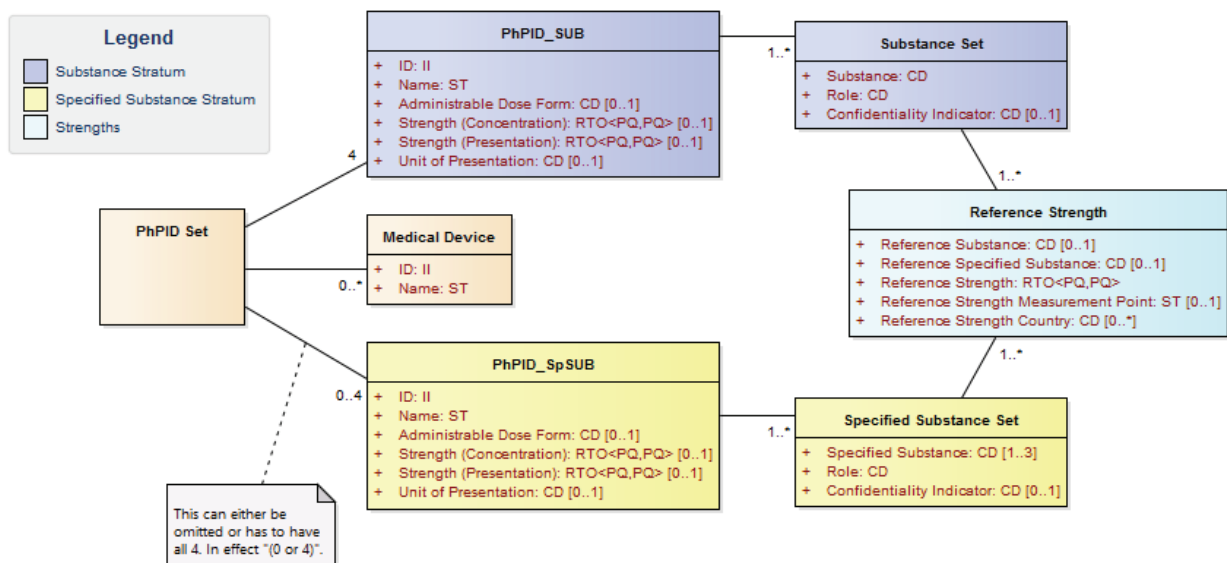 Legend
Substance Stratum
Specified Substance Stratum
Strengths
PhPID_SUB
+ ID: II
+ Name: ST
+ Administrable Dose Form: CD [0..1]
+ Strength (Concentration): RTO<PQ,PQ> [0..1]
+ Strength (Presentation): RTO<PQ,PQ> [0..1]
+ Unit of Presentation: CD [0..1]
1..*
Substance Set
+ Substance: CD
+ Role: CD
+ Confidentiality Indicator: CD [0..1]
4
1..*
PhPID Set
Medical Device
+ ID: II
+ Name: ST
0..*
Reference Strength
+ Reference Substance: CD [0..1]
+ Reference Specified Substance: CD [0..1]
+ Reference Strength: RTO<PQ,PQ>
+ Reference Strength Measurement Point: ST [0..1]
+ Reference Strength Country: CD [0..*]
1..*
0..4
PhPID_SpSUB
+ ID: II
+ Name: ST
+ Administrable Dose Form: CD [0..1]
+ Strength (Concentration): RTO<PQ,PQ> [0..1]
+ Strength (Presentation): RTO<PQ,PQ> [0..1]
+ Unit of Presentation: CD [0..1]
1..*
Specified Substance Set
+ Specified Substance: CD [1..3]
+ Role: CD
+ Confidentiality Indicator: CD [0..1]
This can either be
omitted or has to have
all 4. In effect "(0 or 4)".